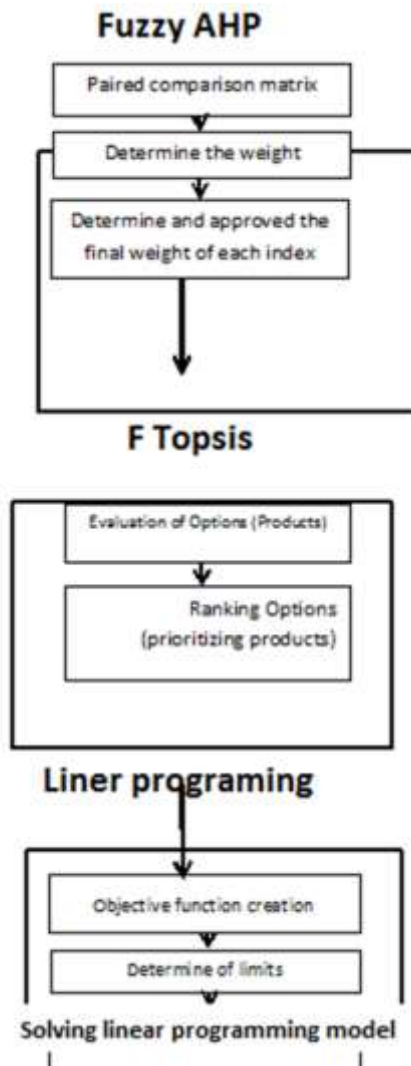 Fuzzy AHP
Paired comparison matrix
Determine the weight
Determine and approved the
final weight of each index
F Topsis
Evaluation of Options (Products)
Ranking Options
(prioritizing products)
Liner programing
Objective function creation
Determine of limits
Solving linear programming model